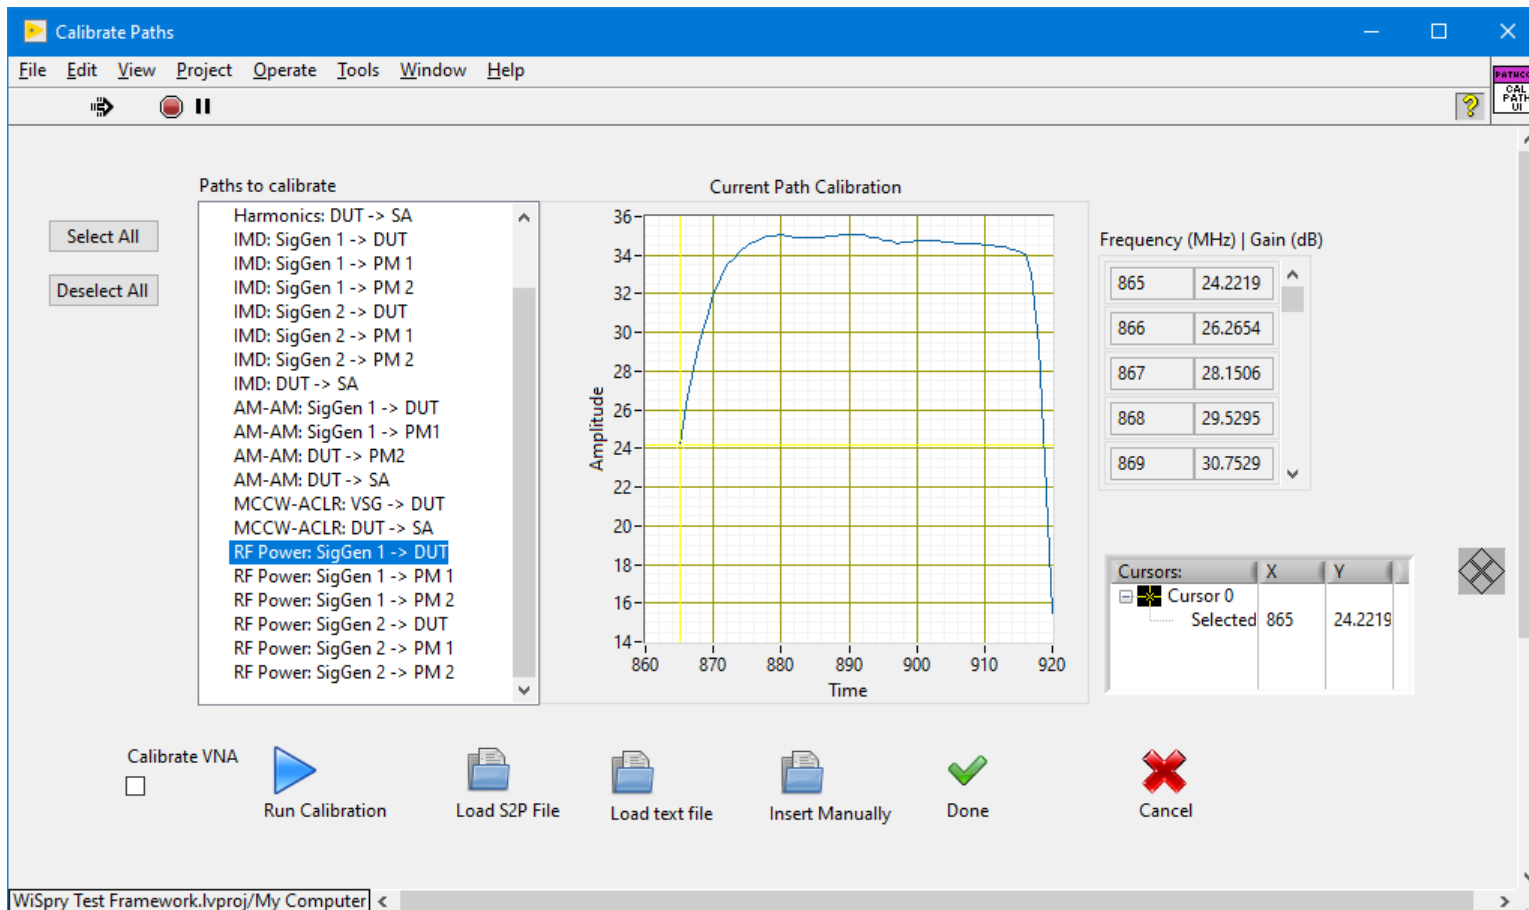 Calibrate Paths
File Edit View Project Operate Tools Window Help
CAL
PATH
UI
Paths to calibrate
Current Path Calibration
Select All
Deselect All
Harmonics: DUT -> SA
IMD: SigGen 1 -> DUT
IMD: SigGen 1 -> PM 1
IMD: SigGen 1 -> PM 2
IMD: SigGen 2 -> DUT
IMD: SigGen 2 -> PM 1
IMD: SigGen 2 -> PM 2
IMD: DUT -> SA
AM-AM: SigGen 1 -> DUT
AM-AM: SigGen 1 -> PM1
AM-AM: DUT -> PM2
AM-AM: DUT -> SA
MCCW-ACLR: VSG -> DUT
MCCW-ACLR: DUT -> SA
RF Power: SigGen 1 -> DUT
RF Power: SigGen 1 -> PM 1
RF Power: SigGen 1 -> PM 2
RF Power: SigGen 2 -> DUT
RF Power: SigGen 2 -> PM 1
RF Power: SigGen 2 -> PM 2
Amplitude
36
34
32
30
28
26
24
22
20
18
16
14
860 870 880 890 900 910 920
Time
Frequency (MHz) | Gain (dB)
865 24.2219
866 26.2654
867 28.1506
868 29.5295
869 30.7529
Cursors: X Y
Cursor 0
Selected 865 24.2219
Calibrate VNA
Run Calibration
Load S2P File
Load text file
Insert Manually
Done
Cancel
WiSpry Test Framework.lvproj/My Computer